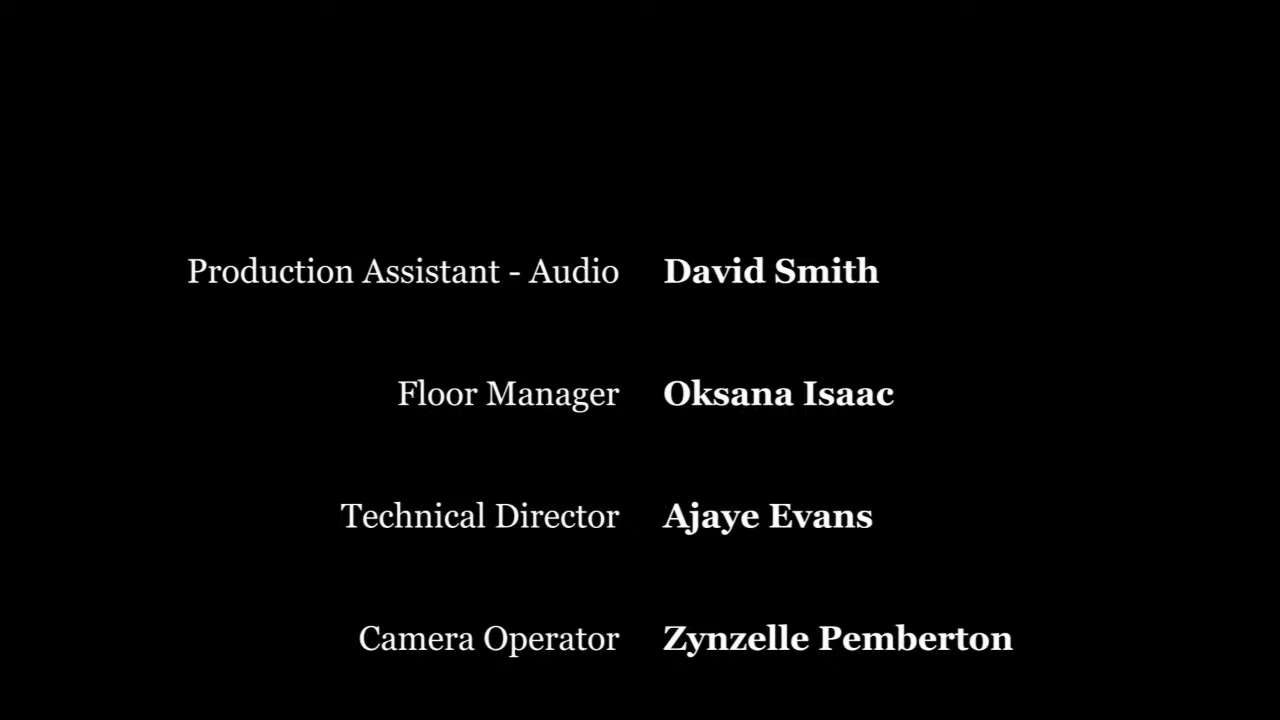 Production Assistant - Audio David Smith
Floor Manager Oksana Isaac
Technical Director Ajaye Evans
Camera Operator Zynzelle Pemberton